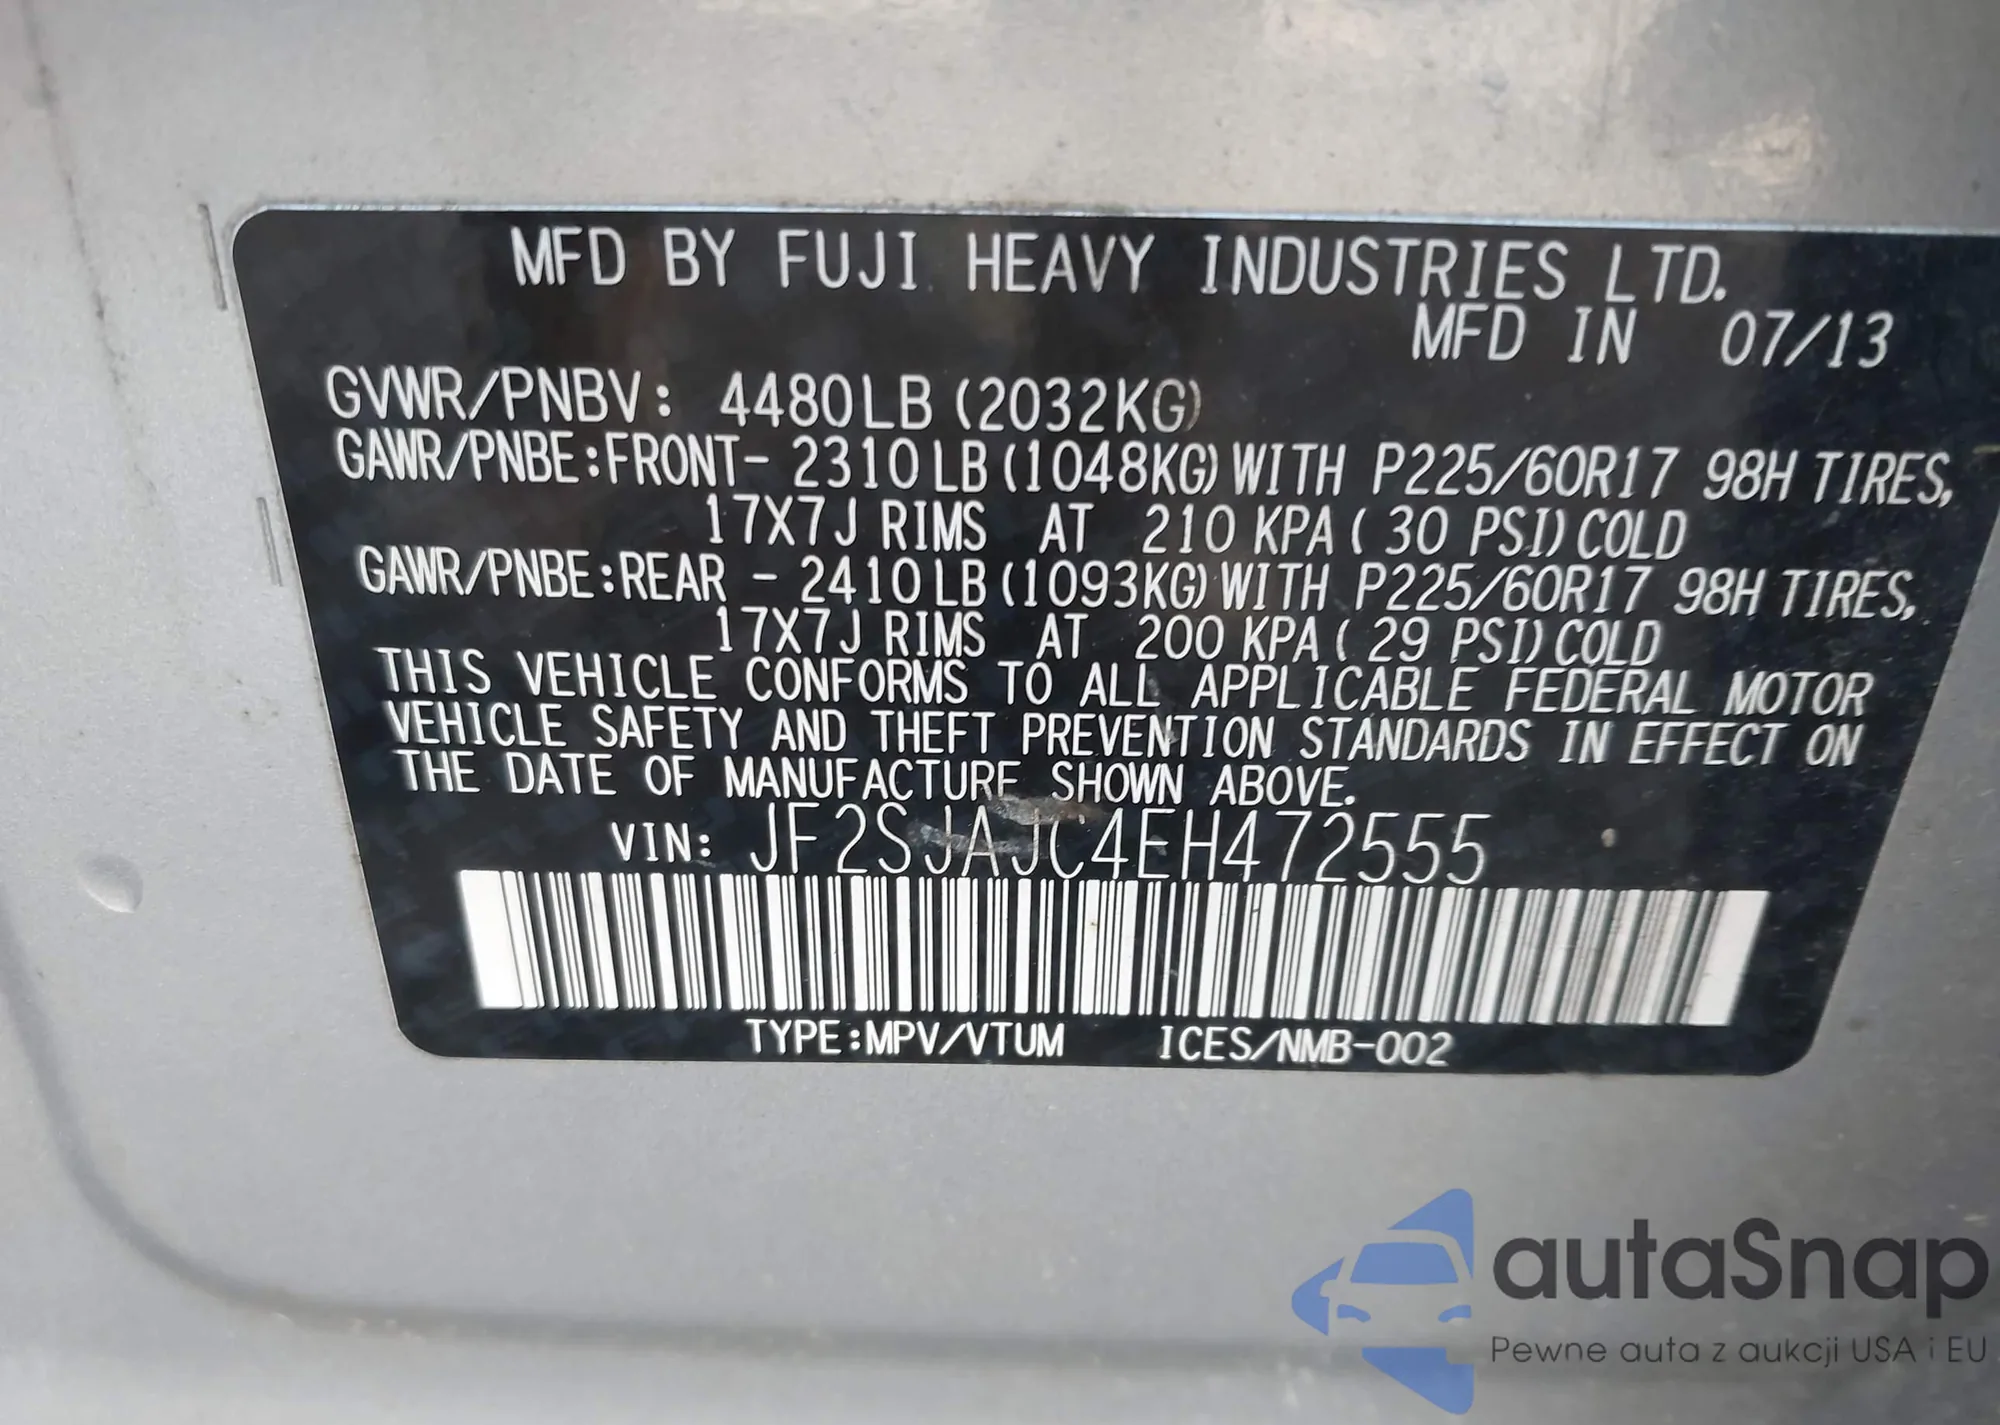 MFD BY FUJI HEAVY INDUSTRIES LTD.
MFD IN 07/13
GVWR/PNBV: 4480LB (2032KG)
GAWR/PNBE:FRONT- 2310LB (1048KG) WITH P225/60R17 98H TIRES,
17X7J RIMS AT 210 KPA ( 30 PSI) COLD
GAWR/PNBE:REAR - 2410LB (1093KG) WITH P225/60R17 98H TIRES,
17X7J RIMS AT 200 KPA ( 29 PSI) COLD
THIS VEHICLE CONFORMS TO ALL APPLICABLE FEDERAL MOTOR
VEHICLE SAFETY AND THEFT PREVENTION STANDARDS IN EFFECT ON
THE DATE OF MANUFACTURE SHOWN ABOVE.
VIN: JF2SJAJC4EH472555
TYPE:MPV/VTUM ICES/NMB-002
autaSnap
Pewne auta z aukcji USA i EU